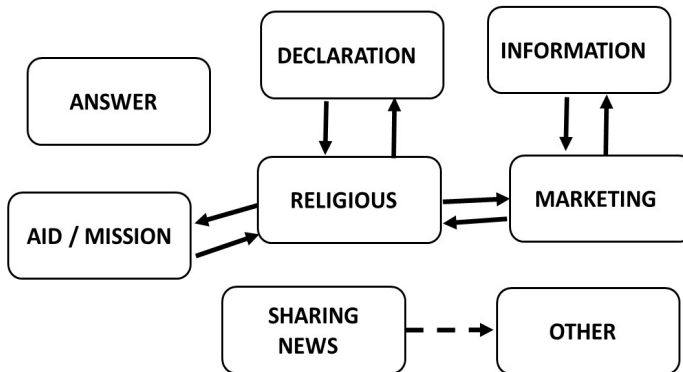 DECLARATION
INFORMATION
ANSWER
RELIGIOUS
MARKETING
AID / MISSION
SHARING
NEWS
OTHER